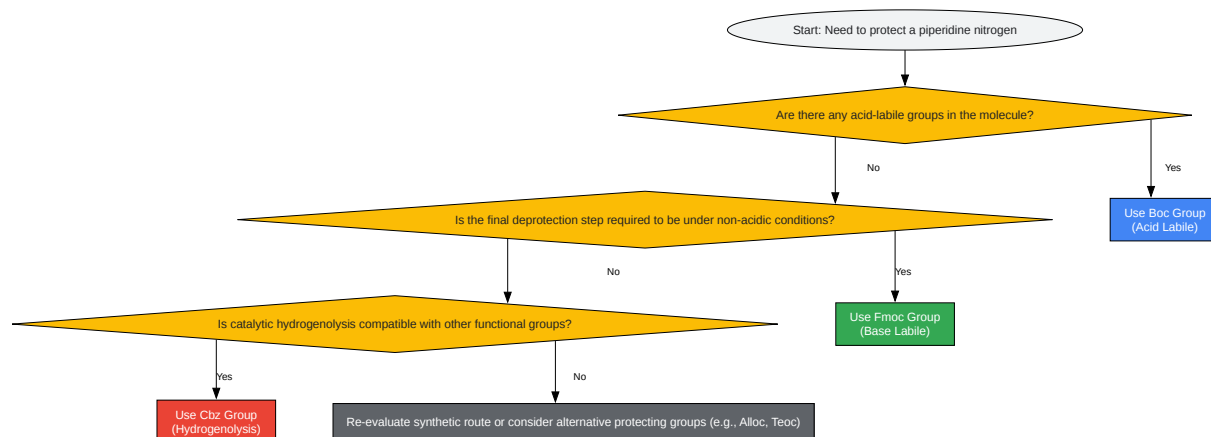 Start: Need to protect a piperidine nitrogen
Are there any acid-labile groups in the molecule?
No
Yes
Is the final deprotection step required to be under non-acidic conditions?
Use Boc Group
(Acid Labile)
No
Yes
Is catalytic hydrogenolysis compatible with other functional groups?
Use Fmoc Group
(Base Labile)
Yes
No
Use Cbz Group
(Hydrogenolysis)
Re-evaluate synthetic route or consider alternative protecting groups (e.g., Alloc, Teoc)